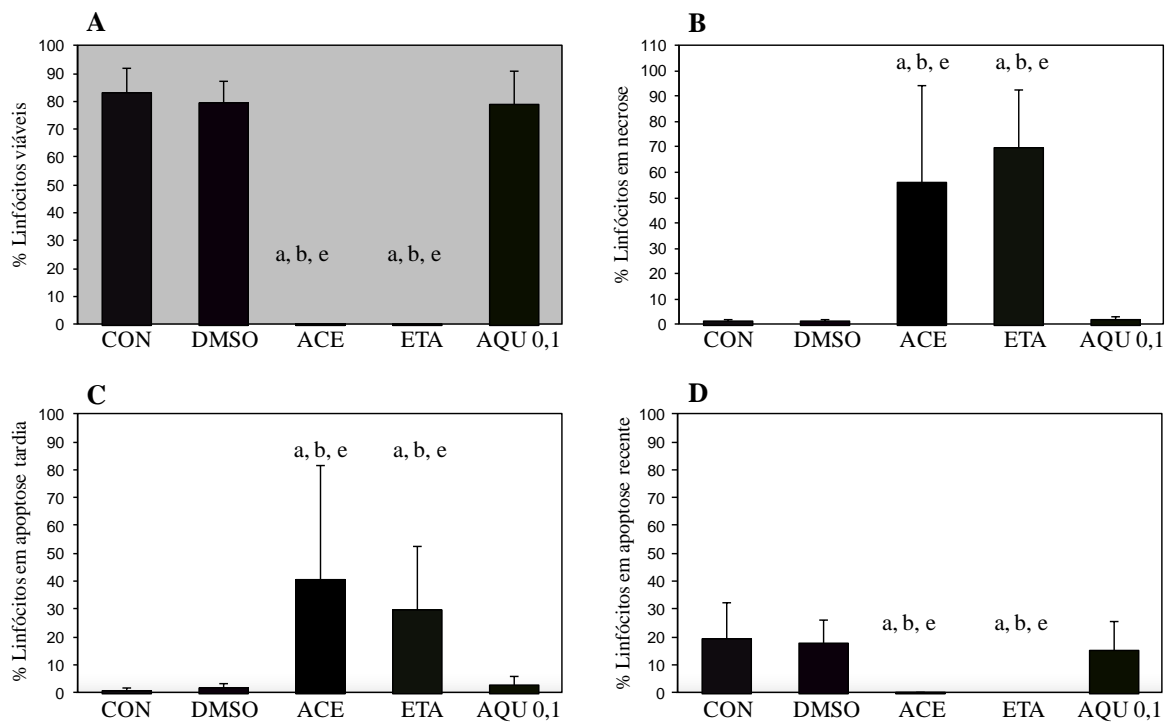 A
% Linfócitos viáveis
100
90
80
70
60
50
40
30
20
10
0
a, b, e
a, b, e
CON DMSO ACE ETA AQU 0,1
B
% Linfócitos em necrose
110
100
90
80
70
60
50
40
30
20
10
0
a, b, e
a, b, e
CON DMSO ACE ETA AQU 0,1
C
% Linfócitos em apoptose tardia
100
90
80
70
60
50
40
30
20
10
0
a, b, e
a, b, e
CON DMSO ACE ETA AQU 0,1
D
% Linfócitos em apoptose recente
100
90
80
70
60
50
40
30
20
10
0
a, b, e
a, b, e
CON DMSO ACE ETA AQU 0,1